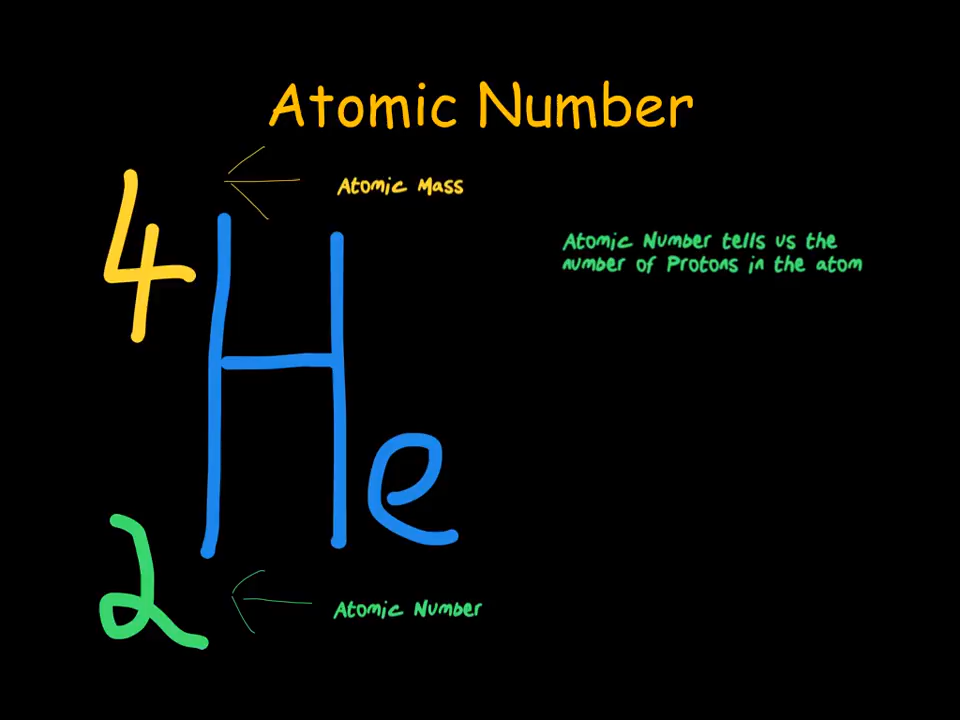 Atomic Number
4
Atomic Mass
He
Atomic Number tells us the
number of Protons in the atom
2
Atomic Number